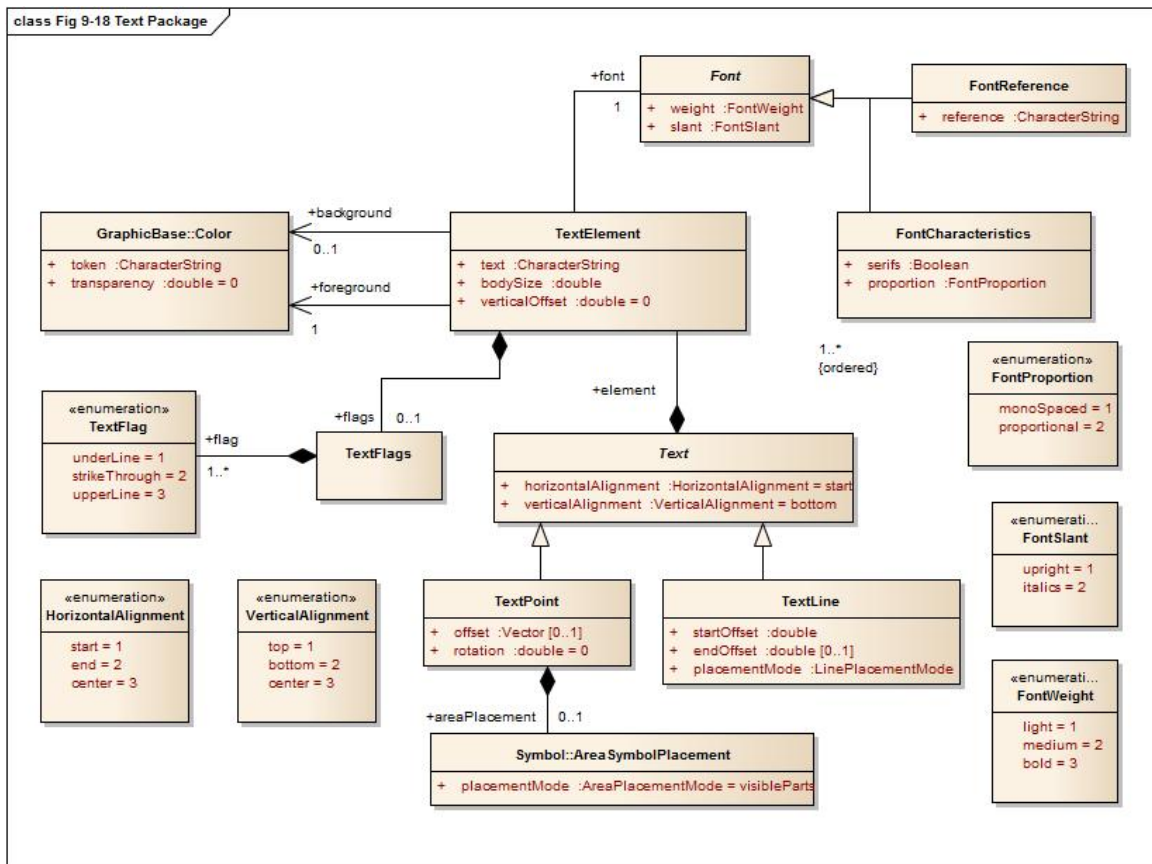 class Fig 9-18 Text Package
+font
1
Font
+ weight :FontWeight
+ slant :FontSlant
FontReference
+ reference :CharacterString
GraphicBase::Color
+ token :CharacterString
+ transparency :double = 0
+background
0..1
+foreground
1
TextElement
+ text :CharacterString
+ bodySize :double
+ verticalOffset :double = 0
FontCharacteristics
+ serifs :Boolean
+ proportion :FontProportion
1..*
{ordered}
«enumeration»
FontProportion
monoSpaced = 1
proportional = 2
«enumeration»
TextFlag
underLine = 1
strikeThrough = 2
upperLine = 3
+flag
1..*
+flags
0..1
TextFlags
+element
Text
+ horizontalAlignment :HorizontalAlignment = start
+ verticalAlignment :VerticalAlignment = bottom
«enumerati...
FontSlant
upright = 1
italics = 2
«enumeration»
HorizontalAlignment
start = 1
end = 2
center = 3
«enumeration»
VerticalAlignment
top = 1
bottom = 2
center = 3
TextPoint
+ offset :Vector [0..1]
+ rotation :double = 0
TextLine
+ startOffset :double
+ endOffset :double [0..1]
+ placementMode :LinePlacementMode
«enumerati...
FontWeight
light = 1
medium = 2
bold = 3
+areaPlacement
0..1
Symbol::AreaSymbolPlacement
+ placementMode :AreaPlacementMode = visibleParts